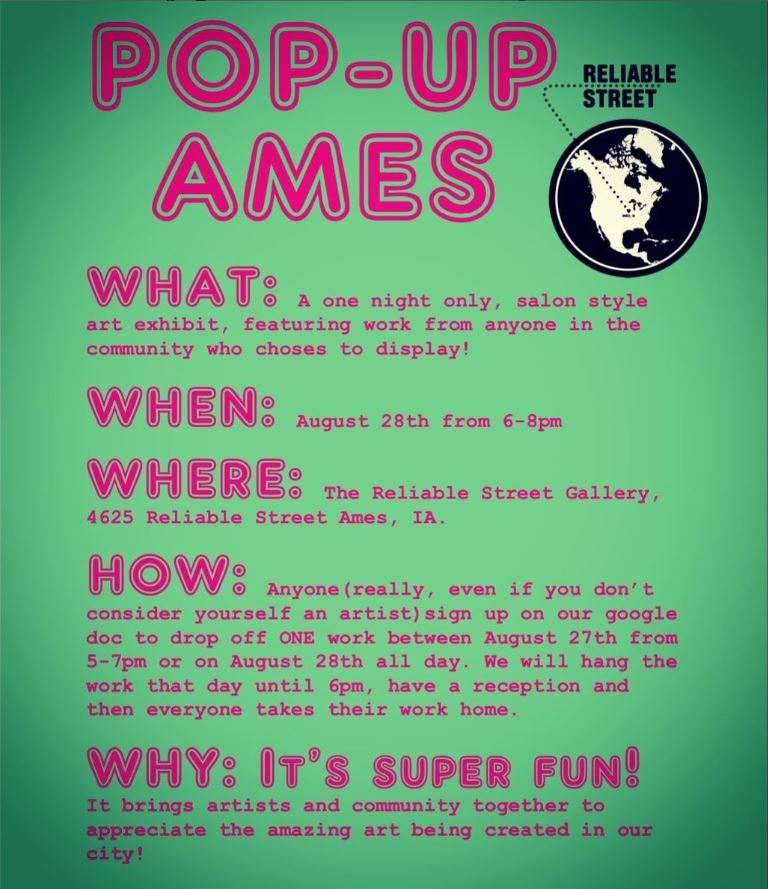 POP-UP
AMES
RELIABLE
STREET
WHAT: A one night only, salon style
art exhibit, featuring work from anyone in the
community who choses to display!
WHEN: August 28th from 6-8pm
WHERE: The Reliable Street Gallery,
4625 Reliable Street Ames, IA.
HOW: Anyone(really, even if you don't
consider yourself an artist)sign up on our google
doc to drop off ONE work between August 27th from
5-7pm or on August 28th all day. We will hang the
work that day until 6pm, have a reception and
then everyone takes their work home.
WHY: It's super fun!
It brings artists and community together to
appreciate the amazing art being created in our
city!